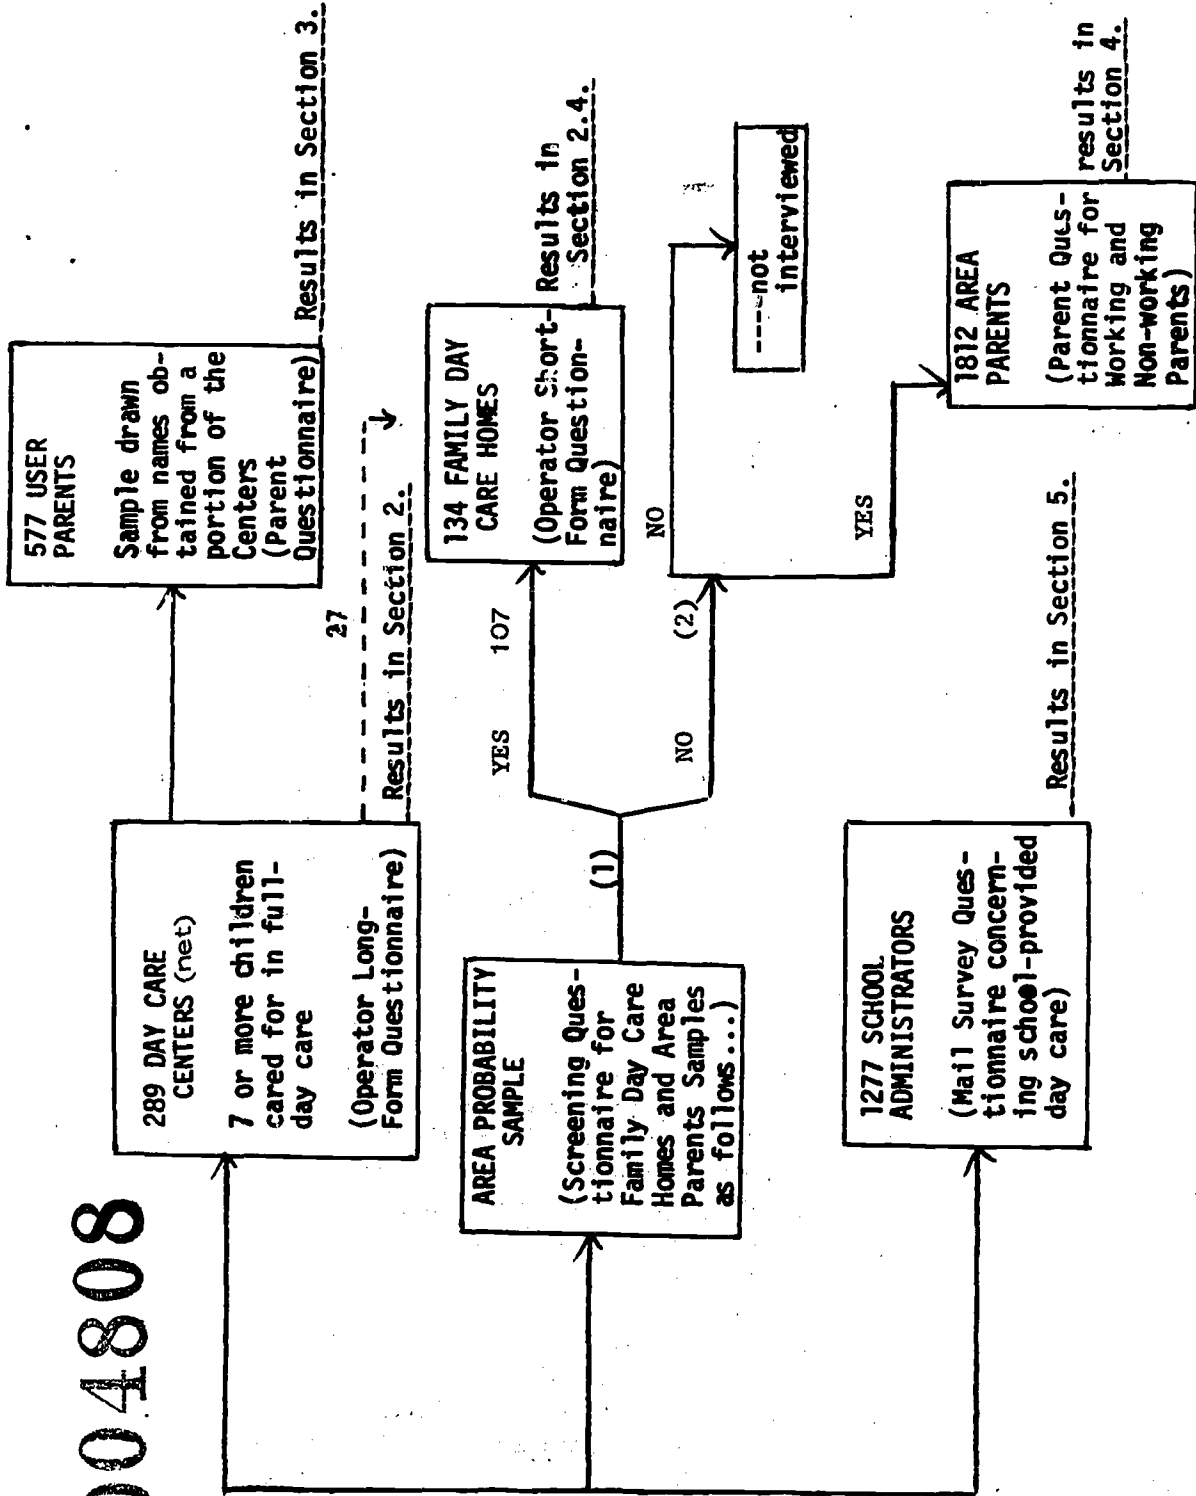 004808
289 DAY CARE
CENTERS (net)
7 or more children
cared for in full-
day care
(Operator Long-
Form Questionnaire)
577 USER
PARENTS
Sample drawn
from names ob-
tained from a
portion of the
Centers
(Parent
Questionnaire)
Results in Section 3.
27
Results in Section 2.
AREA PROBABILITY
SAMPLE
(Screening Ques-
tionnaire for
Family Day Care
Homes and Area
Parents Samples
as follows...)
(1)
YES 107
134 FAMILY DAY
CARE HOMES
(Operator Short-
Form Question-
naire)
Results in
Section 2.4.
NO (2)
NO
----not
interviewed
YES
1812 AREA
PARENTS
(Parent Ques-
tionnaire for
Working and
Non-working
Parents)
results in
Section 4.
1277 SCHOOL
ADMINISTRATORS
(Mail Survey Ques-
tionnaire concern-
ing school-provided
day care)
Results in Section 5.